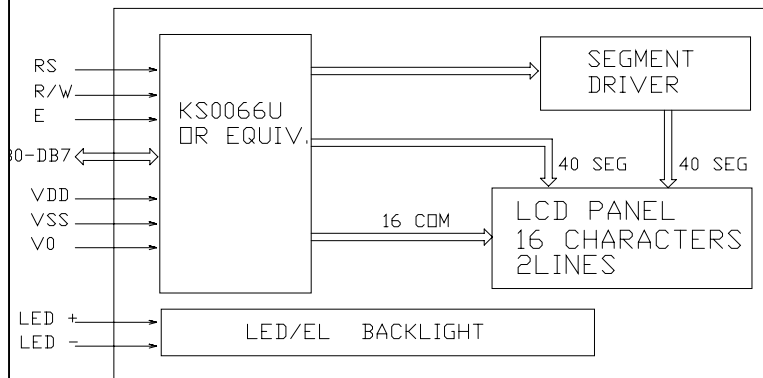 RS
R/W
E
B0-DB7
VDD
VSS
V0
LED +
LED -
KS0066U
OR EQUIV.
SEGMENT
DRIVER
40 SEG
40 SEG
16 COM
LCD PANEL
16 CHARACTERS
2LINES
LED/EL BACKLIGHT